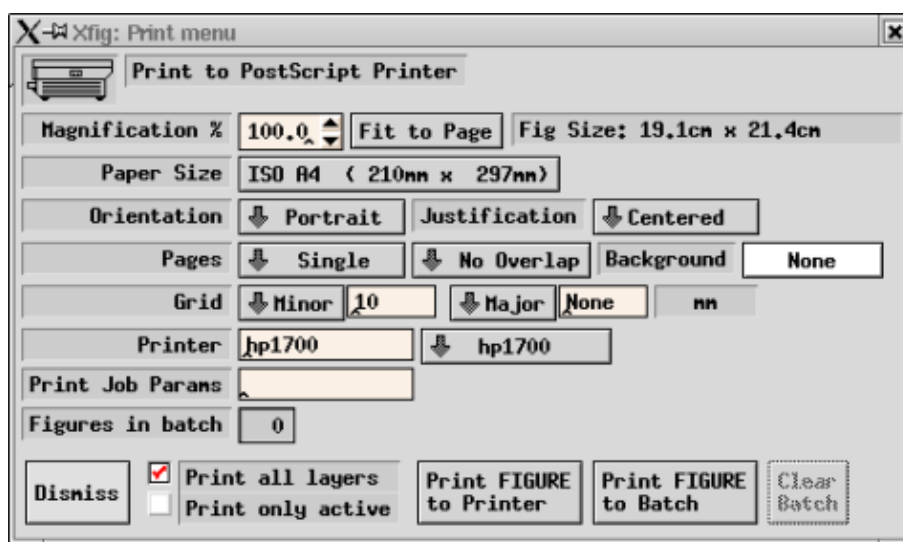 Xfig: Print menu
Print to PostScript Printer
Magnification % 100.0 Fit to Page Fig Size: 19.1cm x 21.4cm
Paper Size ISO A4 ( 210mm x 297mm)
Orientation Portrait Justification Centered
Pages Single No Overlap Background None
Grid Minor 10 Major None mm
Printer hp1700 hp1700
Print Job Params
Figures in batch 0
Dismiss
Print all layers
Print only active
Print FIGURE
to Printer
Print FIGURE
to Batch
Clear
Batch